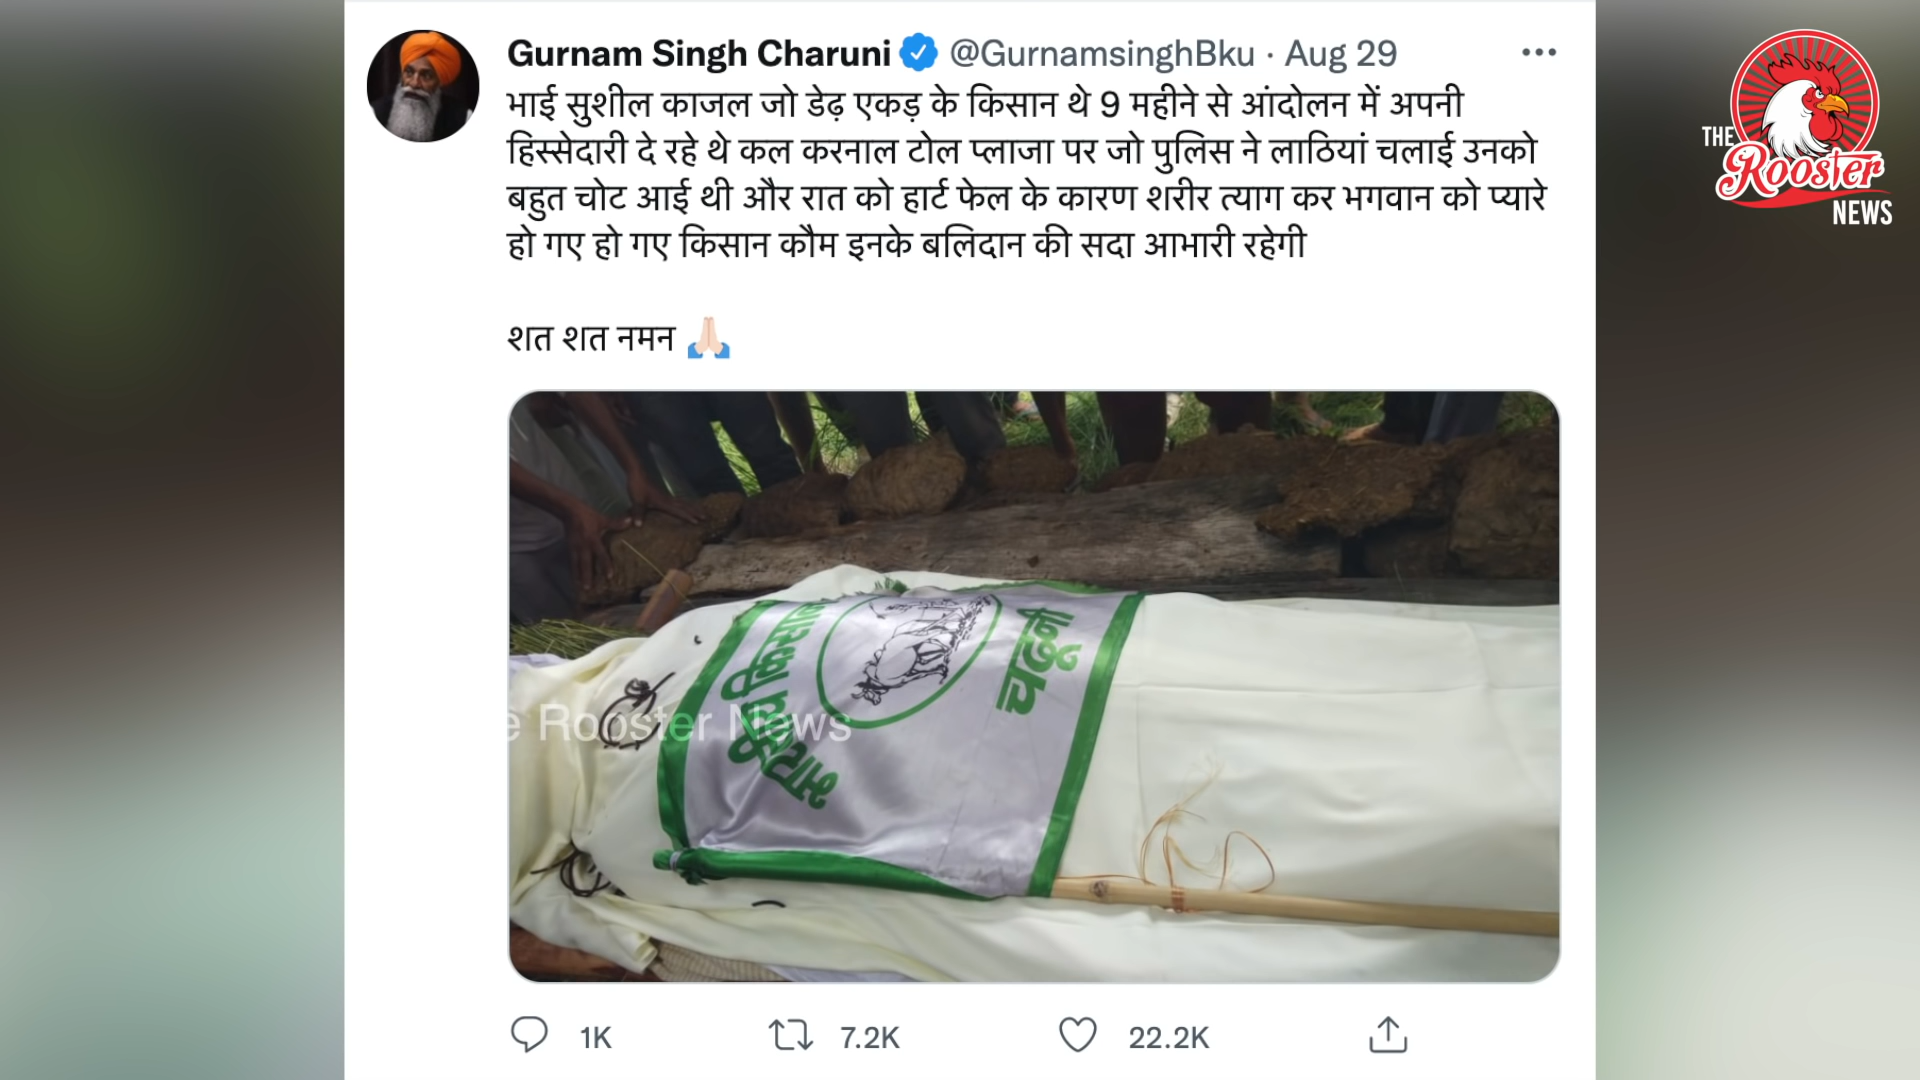 Gurnam Singh Charuni @GurnamsinghBku · Aug 29
भाई सुशील काजल जो डेढ़ एकड़ के किसान थे 9 महीने से आंदोलन में अपनी
हिस्सेदारी दे रहे थे कल करनाल टोल प्लाजा पर जो पुलिस ने लाठियां चलाई उनको
बहुत चोट आई थी और रात को हार्ट फेल के कारण शरीर त्याग कर भगवान को प्यारे
हो गए हो गए किसान कौम इनके बलिदान की सदा आभारी रहेगी
शत शत नमन 🙏🏻
भारतीय किसान
चढूनी
Rooster News
1K 7.2K 22.2K
THE
Rooster
NEWS